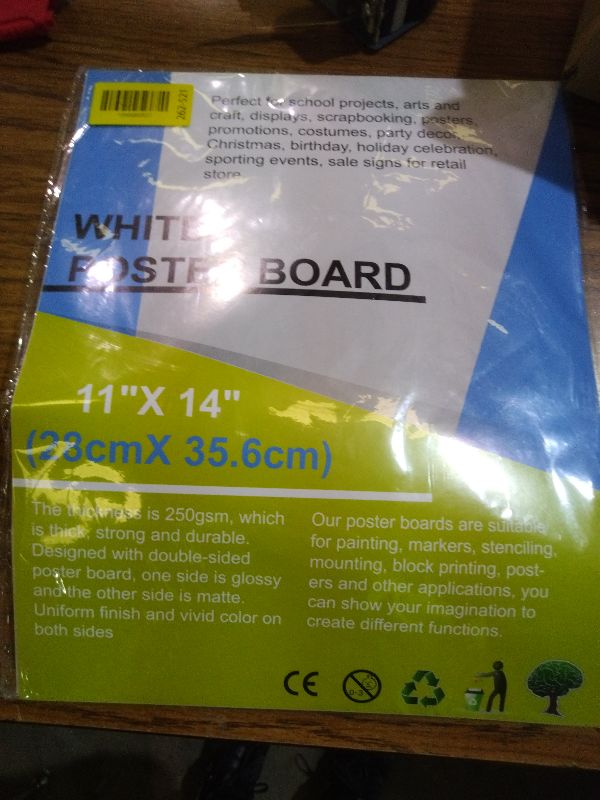 262-521
Perfect for school projects, arts and
craft, displays, scrapbooking, posters,
promotions, costumes, party decor,
Christmas, birthday, holiday celebration,
sporting events, sale signs for retail
store
WHITE
POSTER BOARD
11"X 14"
(28cmX 35.6cm)
The thickness is 250gsm, which
is thick, strong and durable.
Designed with double-sided
poster board, one side is glossy
and the other side is matte.
Uniform finish and vivid color on
both sides
Our poster boards are suitable
for painting, markers, stenciling,
mounting, block printing, post-
ers and other applications, you
can show your imagination to
create different functions.
CE
0-3